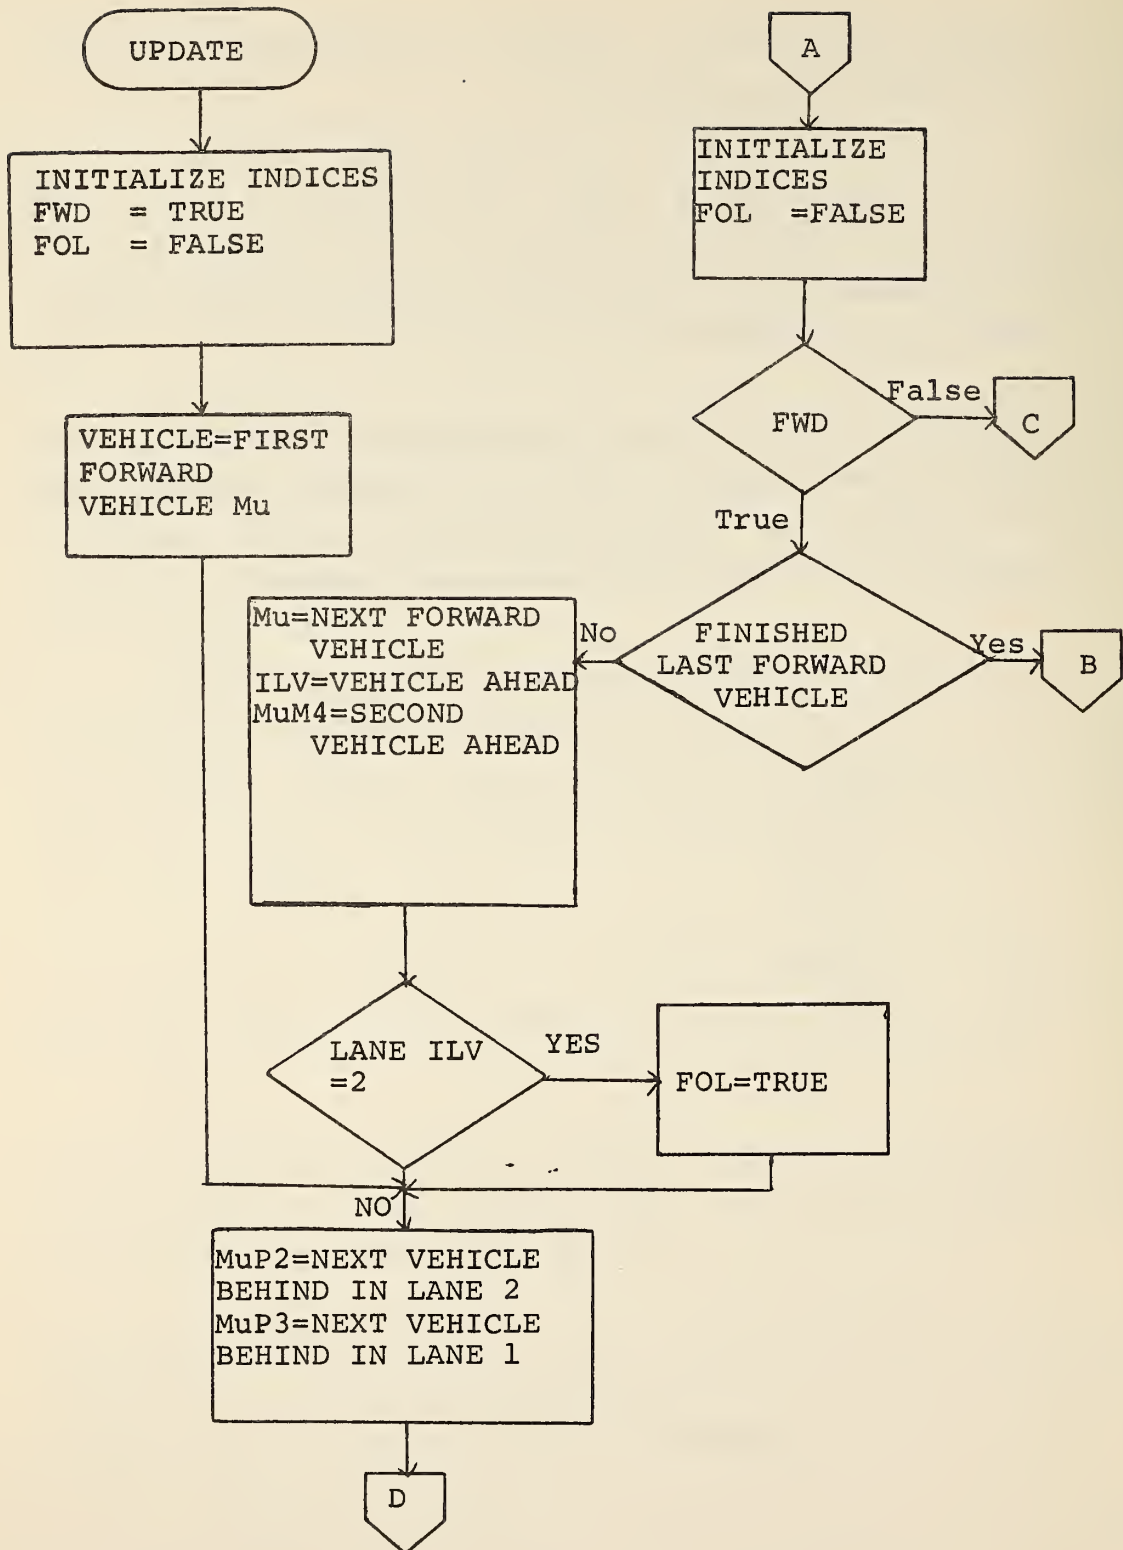 UPDATE
INITIALIZE INDICES
FWD = TRUE
FOL = FALSE
VEHICLE=FIRST
FORWARD
VEHICLE Mu
A
INITIALIZE
INDICES
FOL =FALSE
FWD
False
C
True
FINISHED
LAST FORWARD
VEHICLE
Yes
B
No
Mu=NEXT FORWARD
VEHICLE
ILV=VEHICLE AHEAD
MuM4=SECOND
VEHICLE AHEAD
LANE ILV
=2
YES
FOL=TRUE
NO
MuP2=NEXT VEHICLE
BEHIND IN LANE 2
MuP3=NEXT VEHICLE
BEHIND IN LANE 1
D